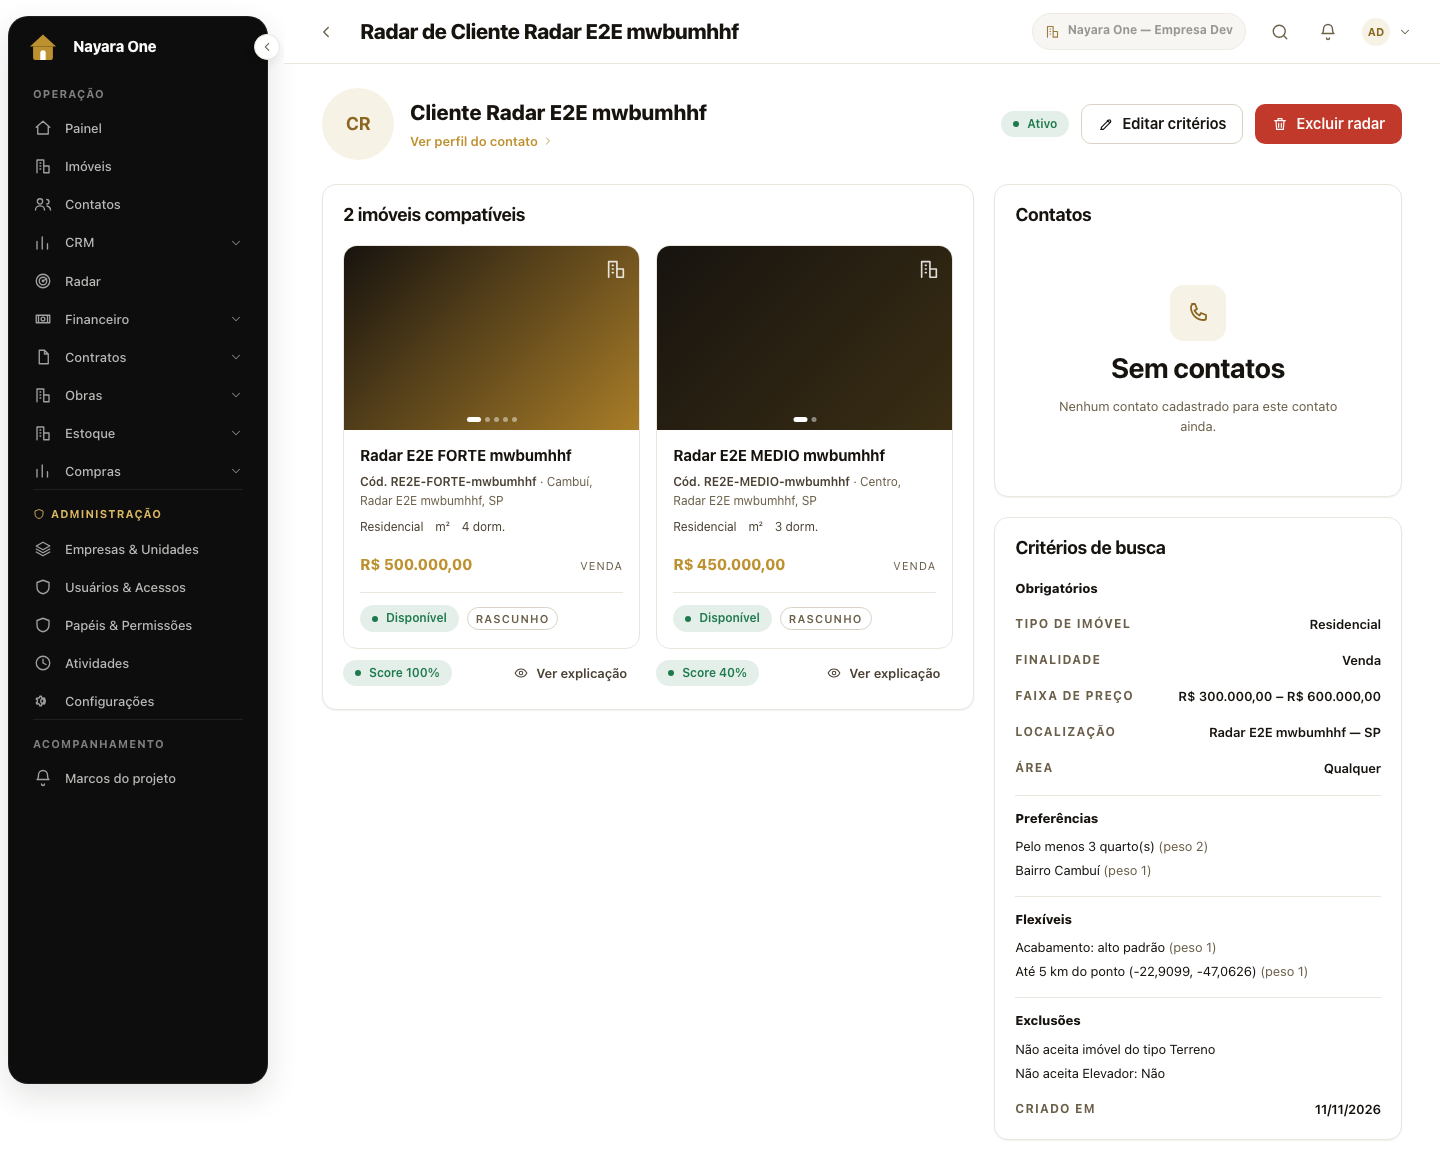 Nayara One
OPERAÇÃO
Painel
Imóveis
Contatos
CRM
Radar
Financeiro
Contratos
Obras
Estoque
Compras
ADMINISTRAÇÃO
Empresas & Unidades
Usuários & Acessos
Papéis & Permissões
Atividades
Configurações
ACOMPANHAMENTO
Marcos do projeto
Radar de Cliente Radar E2E mwbumhhf
Nayara One — Empresa Dev
AD
CR
Cliente Radar E2E mwbumhhf
Ver perfil do contato
Ativo
Editar critérios
Excluir radar
2 imóveis compatíveis
Radar E2E FORTE mwbumhhf
Cód. RE2E-FORTE-mwbumhhf · Cambuí,
Radar E2E mwbumhhf, SP
Residencial m² 4 dorm.
R$ 500.000,00 VENDA
Disponível RASCUNHO
Score 100% Ver explicação
Radar E2E MEDIO mwbumhhf
Cód. RE2E-MEDIO-mwbumhhf · Centro,
Radar E2E mwbumhhf, SP
Residencial m² 3 dorm.
R$ 450.000,00 VENDA
Disponível RASCUNHO
Score 40% Ver explicação
Contatos
Sem contatos
Nenhum contato cadastrado para este contato
ainda.
Critérios de busca
Obrigatórios
TIPO DE IMÓVEL Residencial
FINALIDADE Venda
FAIXA DE PREÇO R$ 300.000,00 – R$ 600.000,00
LOCALIZAÇÃO Radar E2E mwbumhhf — SP
ÁREA Qualquer
Preferências
Pelo menos 3 quarto(s) (peso 2)
Bairro Cambuí (peso 1)
Flexíveis
Acabamento: alto padrão (peso 1)
Até 5 km do ponto (-22,9099, -47,0626) (peso 1)
Exclusões
Não aceita imóvel do tipo Terreno
Não aceita Elevador: Não
CRIADO EM 11/11/2026